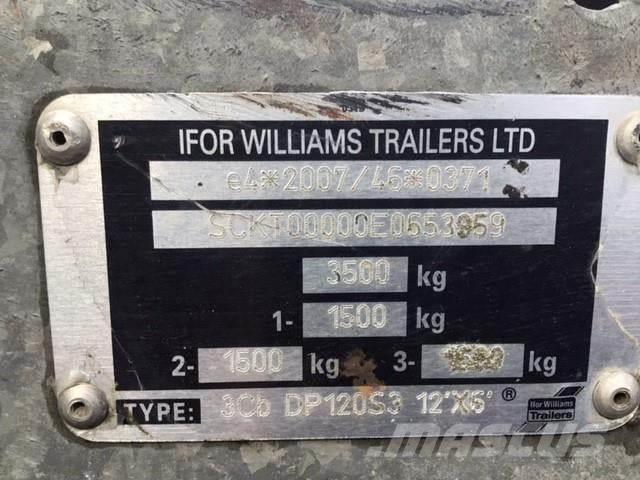 IFOR WILLIAMS TRAILERS LTD
e4*2007/46*0371
SCKT00000E0653959
3500 kg
1- 1500 kg
2- 1500 kg 3- kg
TYPE: 3Cb DP120S3 12'X6' ®
Ifor Williams
Trailers
MASCUS